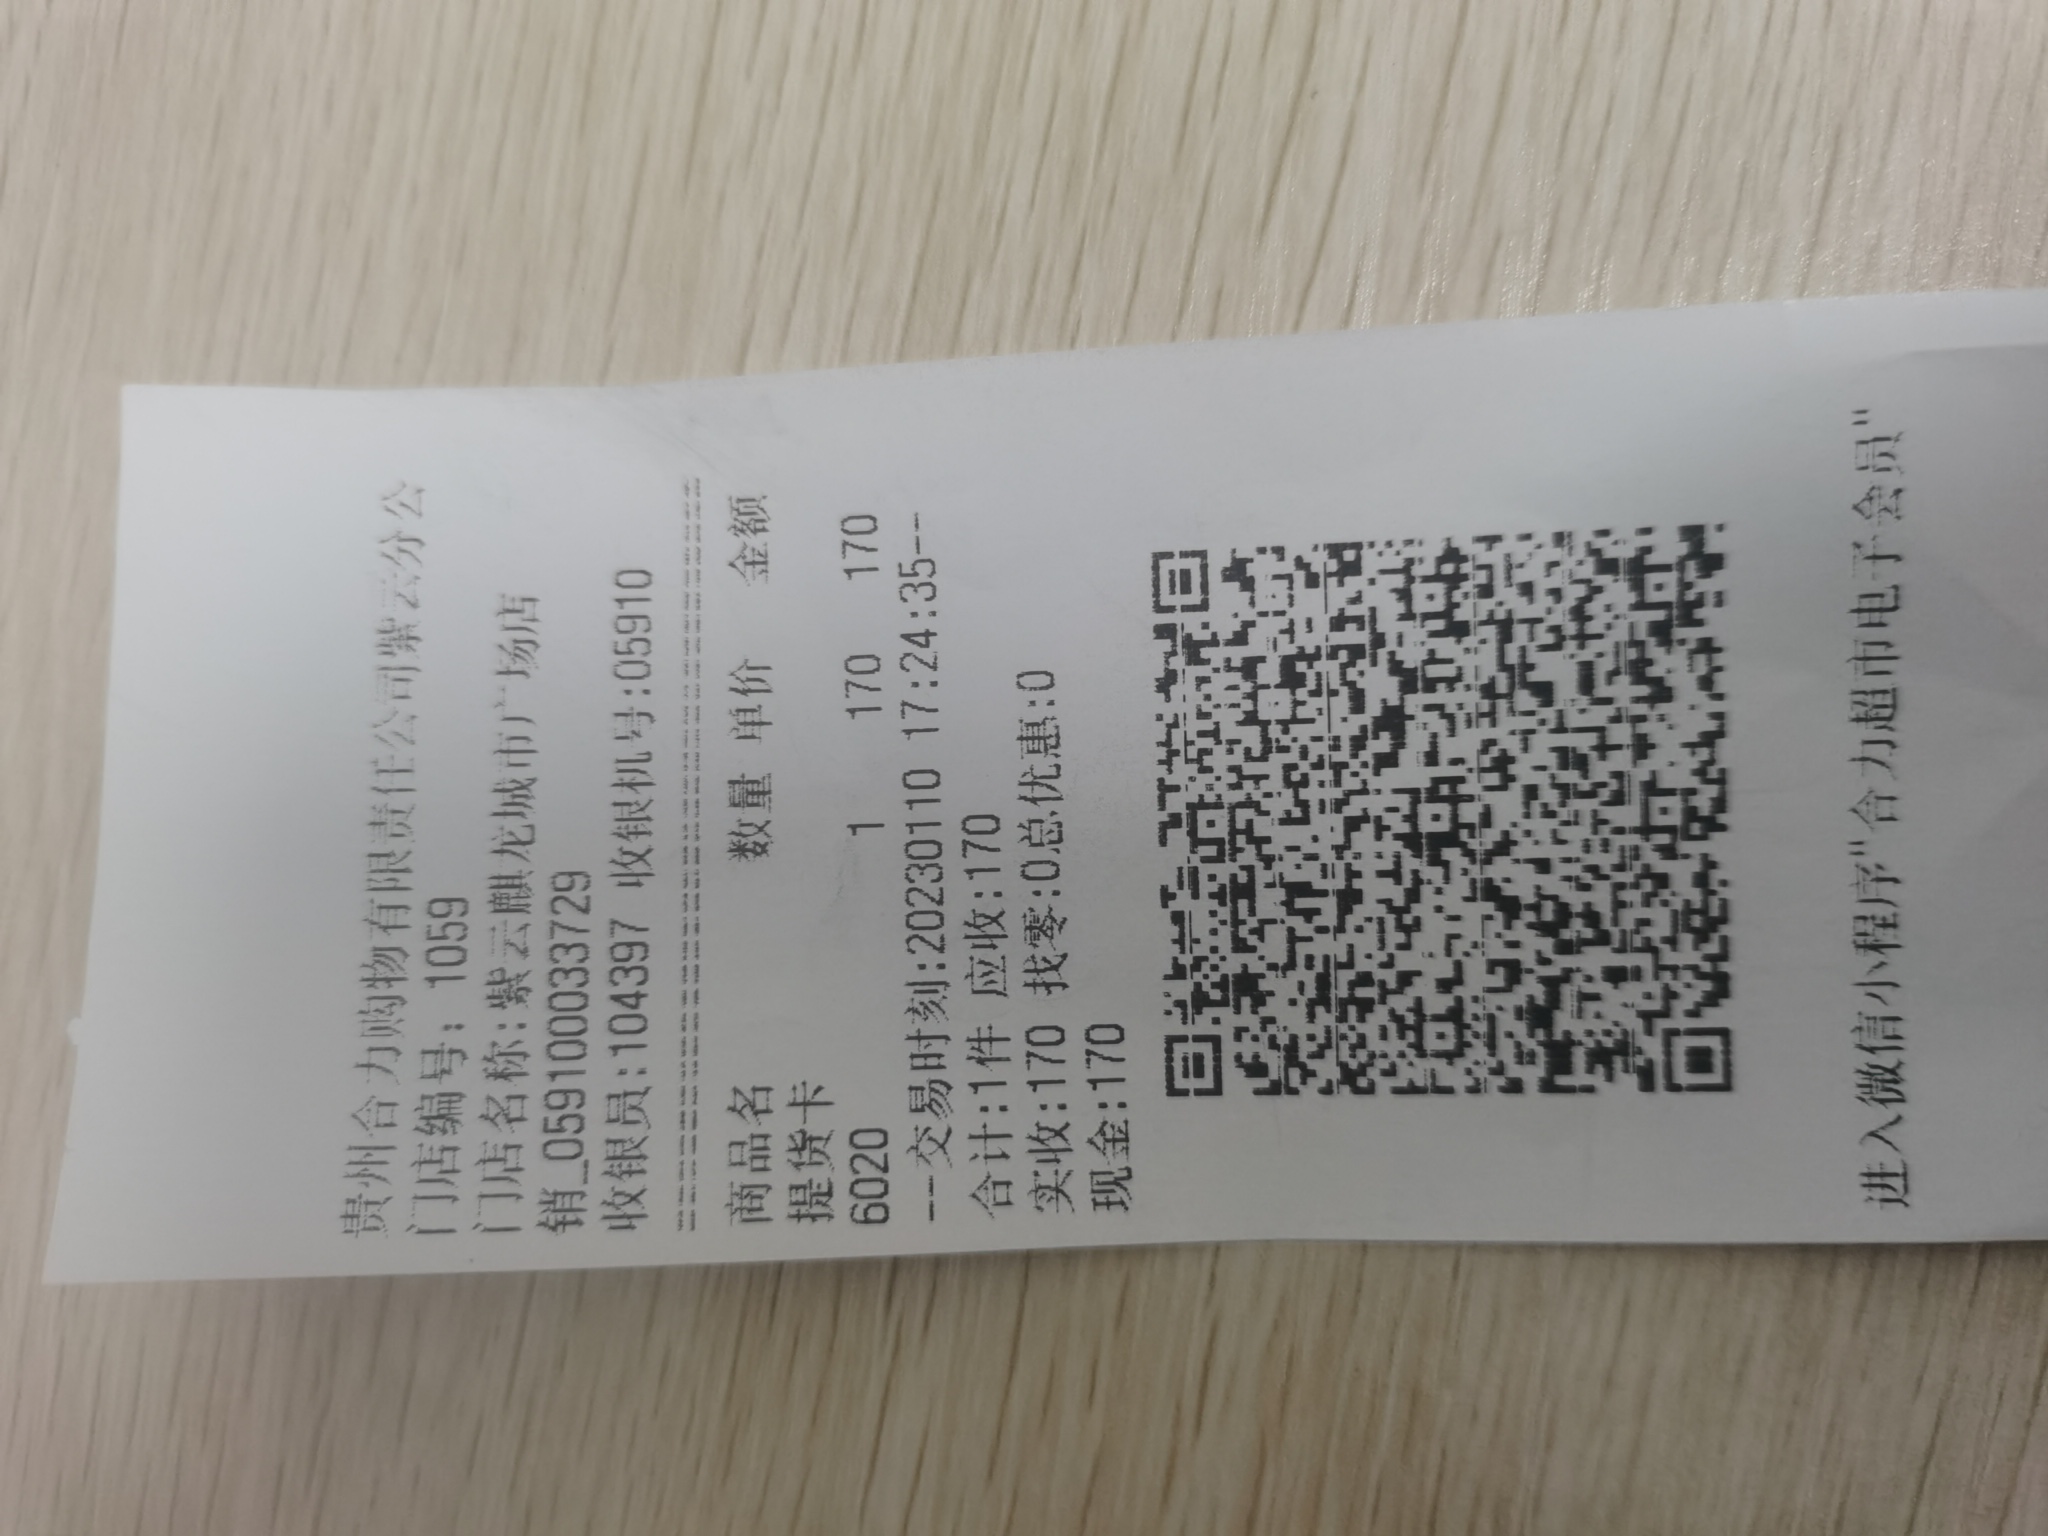 贵州合力购物有限责任公司紫云分公
门店编号: 1059
门店名称:紫云麒龙城市广场店
销_0591000033729
收银员:104397 收银机号:05910
商品名 数量 单价 金额
提货卡
6020 1 170 170
--交易时刻:20230110 17:24:35--
合计:1件 应收:170
实收:170 找零:0总优惠:0
现金:170
进入微信小程序"合力超市电子会员"